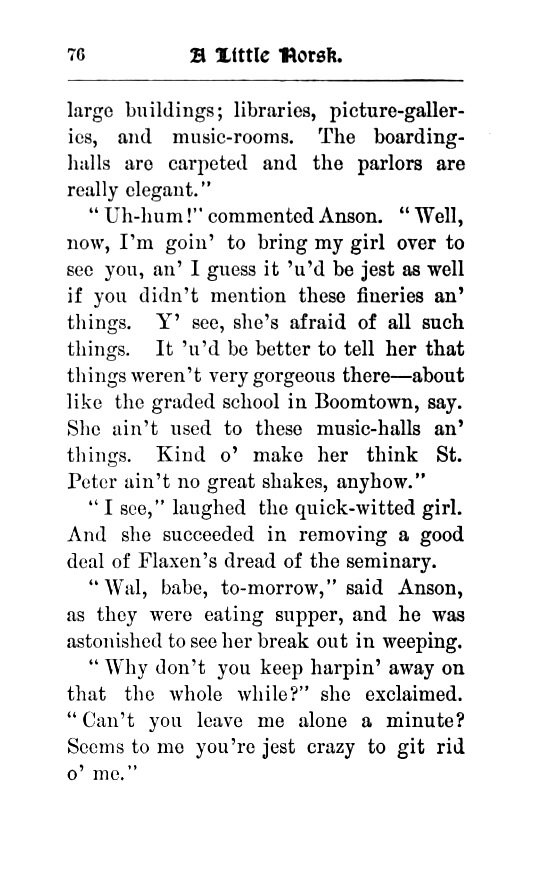 76 A Little Norsk.
large buildings; libraries, picture-galler-
ies, and music-rooms. The boarding-
halls are carpeted and the parlors are
really elegant."
"Uh-hum!" commented Anson. "Well,
now, I'm goin' to bring my girl over to
see you, an' I guess it 'u'd be jest as well
if you didn't mention these fineries an'
things. Y' see, she's afraid of all such
things. It 'u'd be better to tell her that
things weren't very gorgeous there—about
like the graded school in Boomtown, say.
She ain't used to these music-halls an'
things. Kind o' make her think St.
Peter ain't no great shakes, anyhow."
"I see," laughed the quick-witted girl.
And she succeeded in removing a good
deal of Flaxen's dread of the seminary.
"Wal, babe, to-morrow," said Anson,
as they were eating supper, and he was
astonished to see her break out in weeping.
"Why don't you keep harpin' away on
that the whole while?" she exclaimed.
"Can't you leave me alone a minute?
Seems to me you're jest crazy to git rid
o' me."